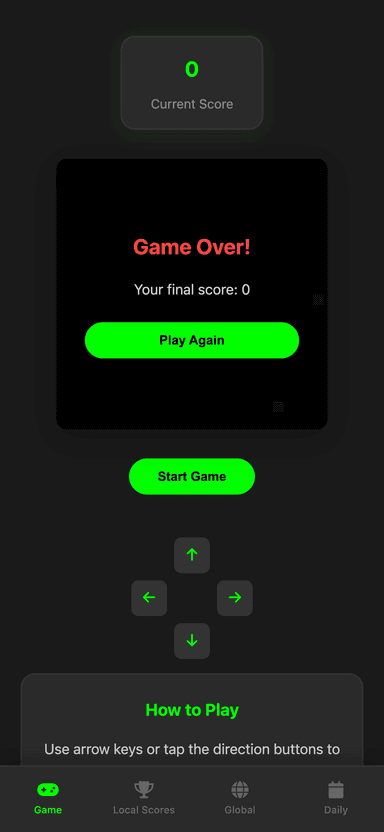 0
Current Score
Game Over!
Your final score: 0
Play Again
Start Game
How to Play
Use arrow keys or tap the direction buttons to
Game
Local Scores
Global
Daily